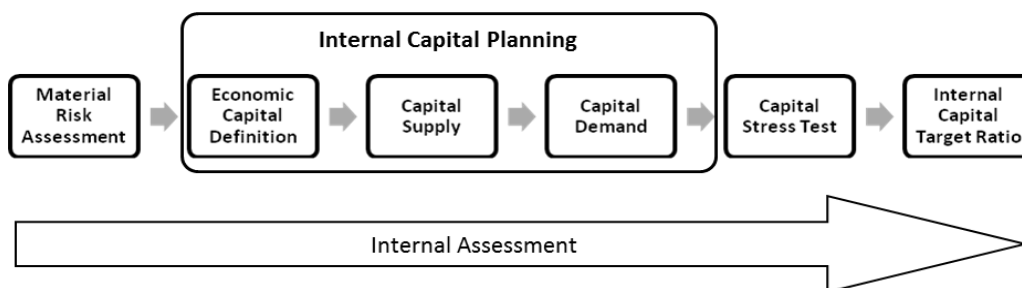 Internal Capital Planning
Material
Risk
Assessment
Economic
Capital
Definition
Capital
Supply
Capital
Demand
Capital
Stress Test
Internal
Capital
Target Ratio
Internal Assessment